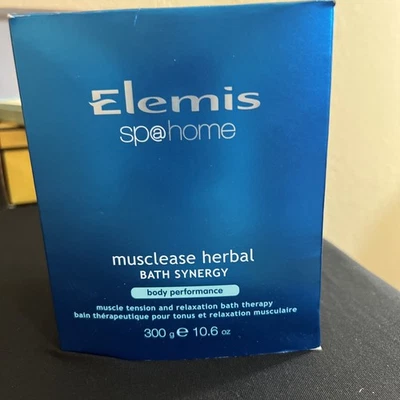 Elemis
sp@home
musclease herbal
BATH SYNERGY
body performance
muscle tension and relaxation bath therapy
bain thérapeutique pour tonus et relaxation musculaire
300 g ℮ 10.6 oz